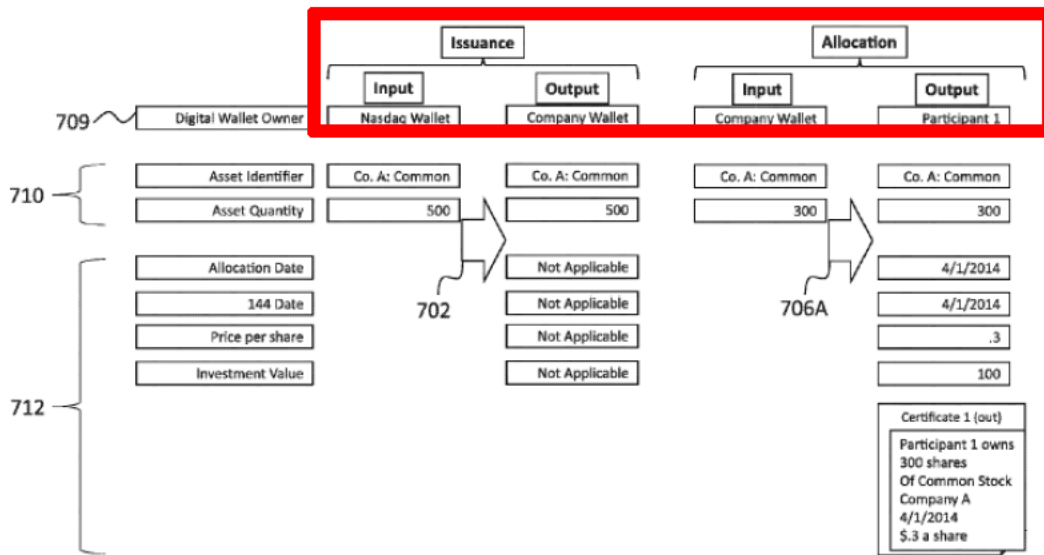 Issuance Allocation
Input Output Input Output
709 Digital Wallet Owner Nasdaq Wallet Company Wallet Company Wallet Participant 1
710 Asset Identifier Co. A: Common Co. A: Common Co. A: Common Co. A: Common
Asset Quantity 500 500 300 300
702 706A
Allocation Date Not Applicable 4/1/2014
144 Date Not Applicable 4/1/2014
Price per share Not Applicable .3
Investment Value Not Applicable 100
712
Certificate 1 (out)
Participant 1 owns
300 shares
Of Common Stock
Company A
4/1/2014
$.3 a share